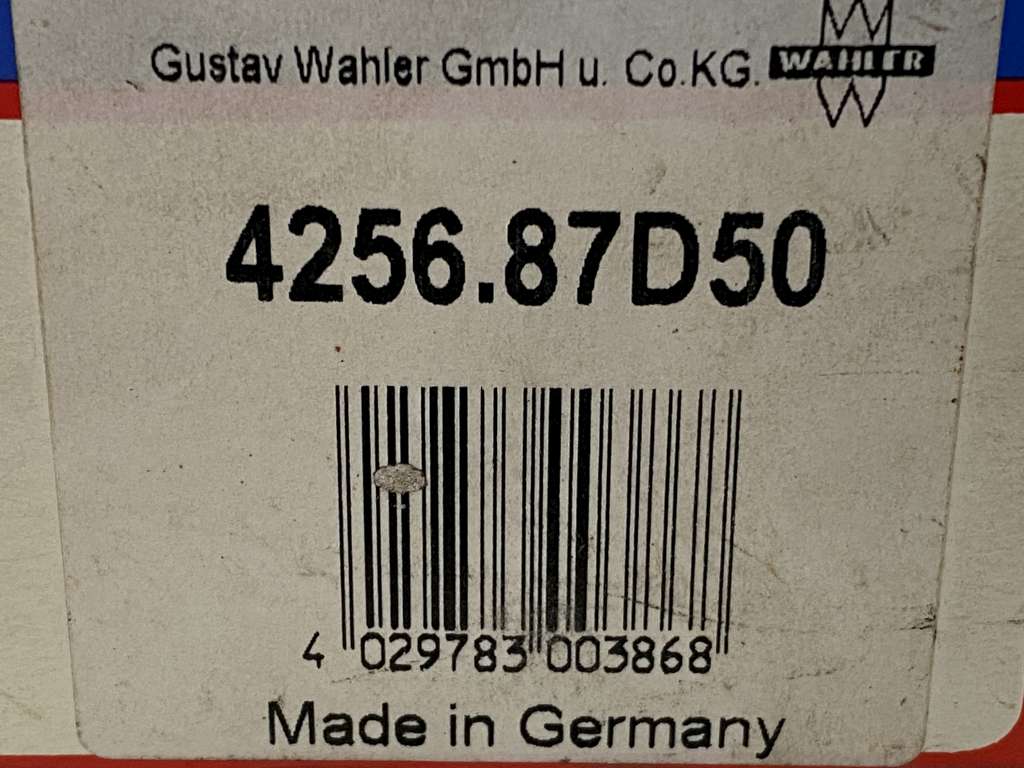 Gustav Wahler GmbH u. Co.KG. WAHLER
4256.87D50
4 029783 003868
Made in Germany